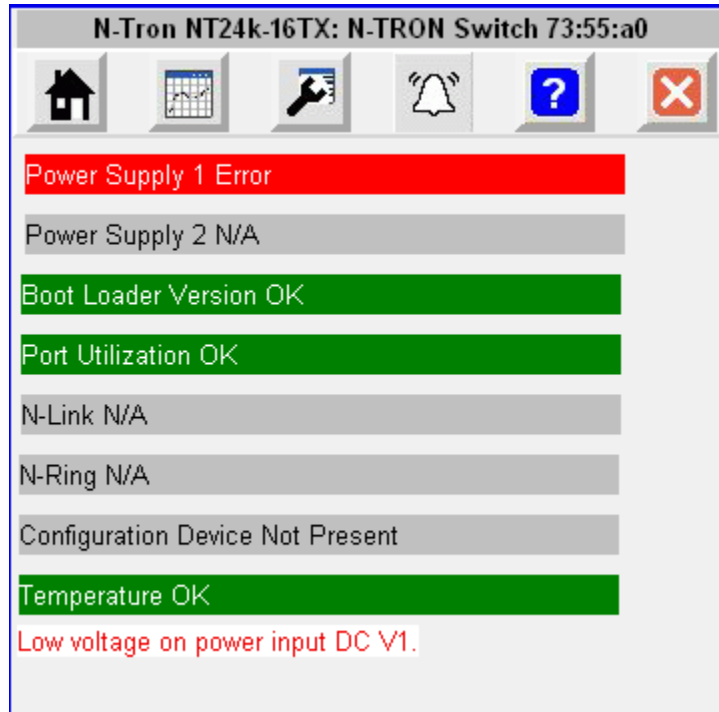 N-Tron NT24k-16TX: N-TRON Switch 73:55:a0
?
Power Supply 1 Error
Power Supply 2 N/A
Boot Loader Version OK
Port Utilization OK
N-Link N/A
N-Ring N/A
Configuration Device Not Present
Temperature OK
Low voltage on power input DC V1.